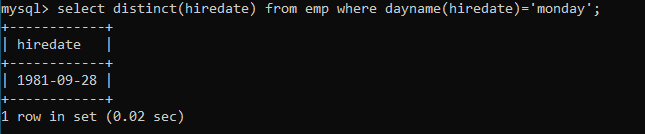 mysql> select distinct(hiredate) from emp where dayname(hiredate)='monday';
+------------+
| hiredate   |
+------------+
| 1981-09-28 |
+------------+
1 row in set (0.02 sec)